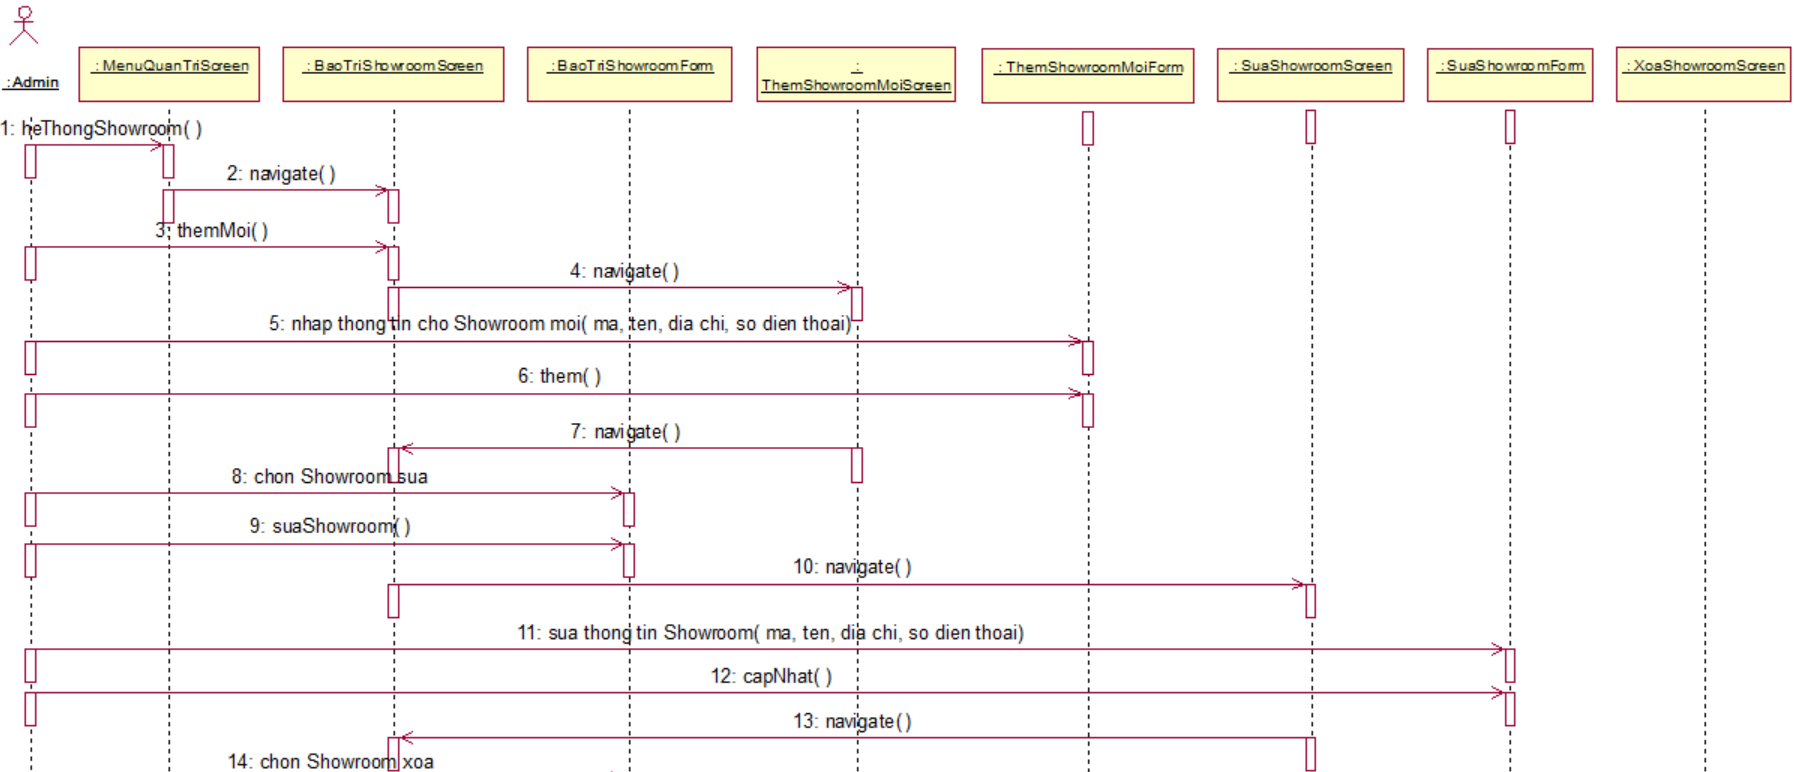 : MenuQuanTriScreen
: BaoTriShowroomScreen
: BaoTriShowroomForm
:
ThemShowroomMoiScreen
: ThemShowroomMoiForm
: SuaShowroomScreen
: SuaShowroomForm
: XoaShowroomScreen
: Admin
1: heThongShowroom( )
2: navigate( )
3: themMoi( )
4: navigate( )
5: nhap thong tin cho Showroom moi( ma, ten, dia chi, so dien thoai)
6: them( )
7: navigate( )
8: chon Showroom sua
9: suaShowroom( )
10: navigate( )
11: sua thong tin Showroom( ma, ten, dia chi, so dien thoai)
12: capNhat( )
13: navigate( )
14: chon Showroom xoa